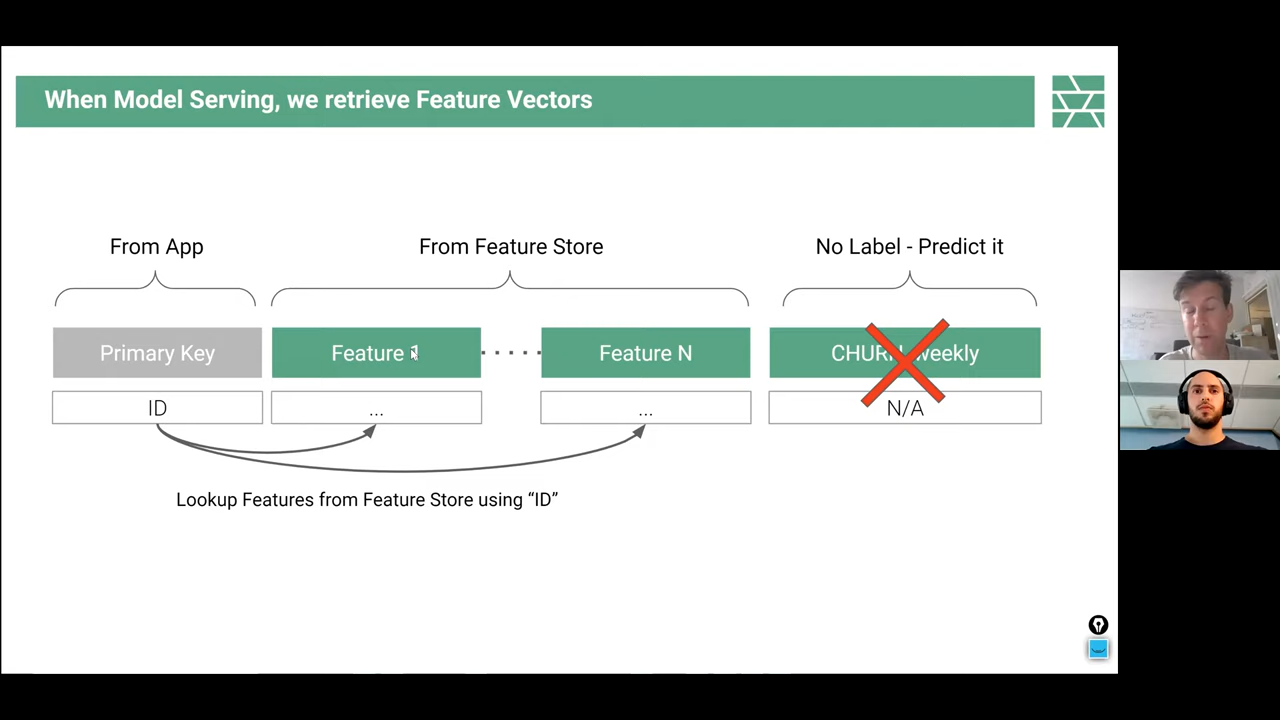 When Model Serving, we retrieve Feature Vectors
From App
From Feature Store
No Label - Predict it
Primary Key
Feature 1
Feature N
CHURN weekly
ID
...
...
N/A
Lookup Features from Feature Store using “ID”